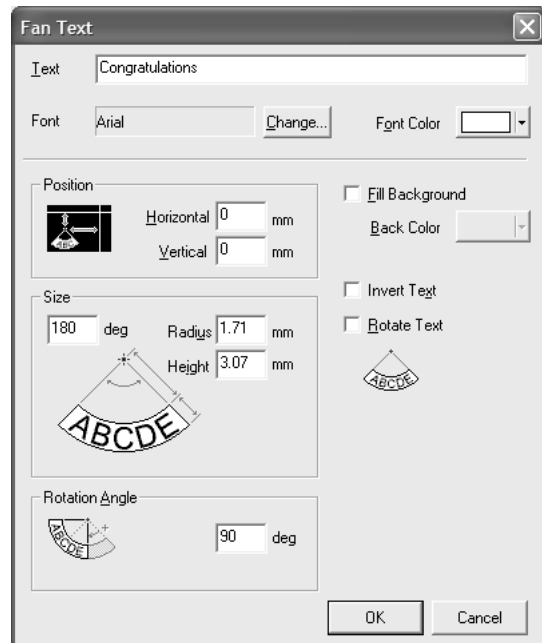 Fan Text
Text Congratulations
Font Arial Change... Font Color
Position
Horizontal 0 mm
Vertical 0 mm
ABC
Fill Background
Back Color
Size
180 deg Radius 1.71 mm
Height 3.07 mm
ABCDE
Invert Text
Rotate Text
ABCDE
Rotation Angle
ABCDE
90 deg
OK Cancel